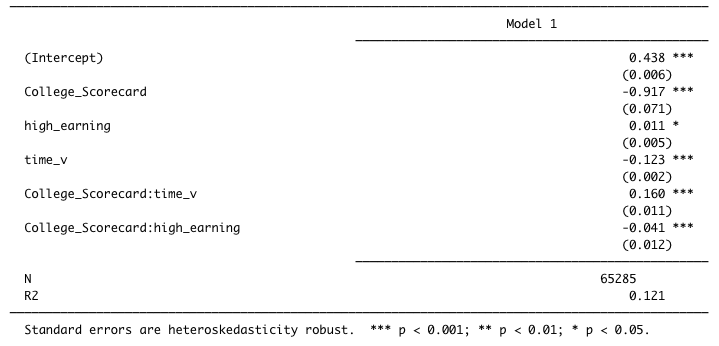 Model 1
(Intercept) 0.438 ***
(0.006)
College_Scorecard -0.917 ***
(0.071)
high_earning 0.011 *
(0.005)
time_v -0.123 ***
(0.002)
College_Scorecard:time_v 0.160 ***
(0.011)
College_Scorecard:high_earning -0.041 ***
(0.012)
N 65285
R2 0.121
Standard errors are heteroskedasticity robust. *** p < 0.001; ** p < 0.01; * p < 0.05.